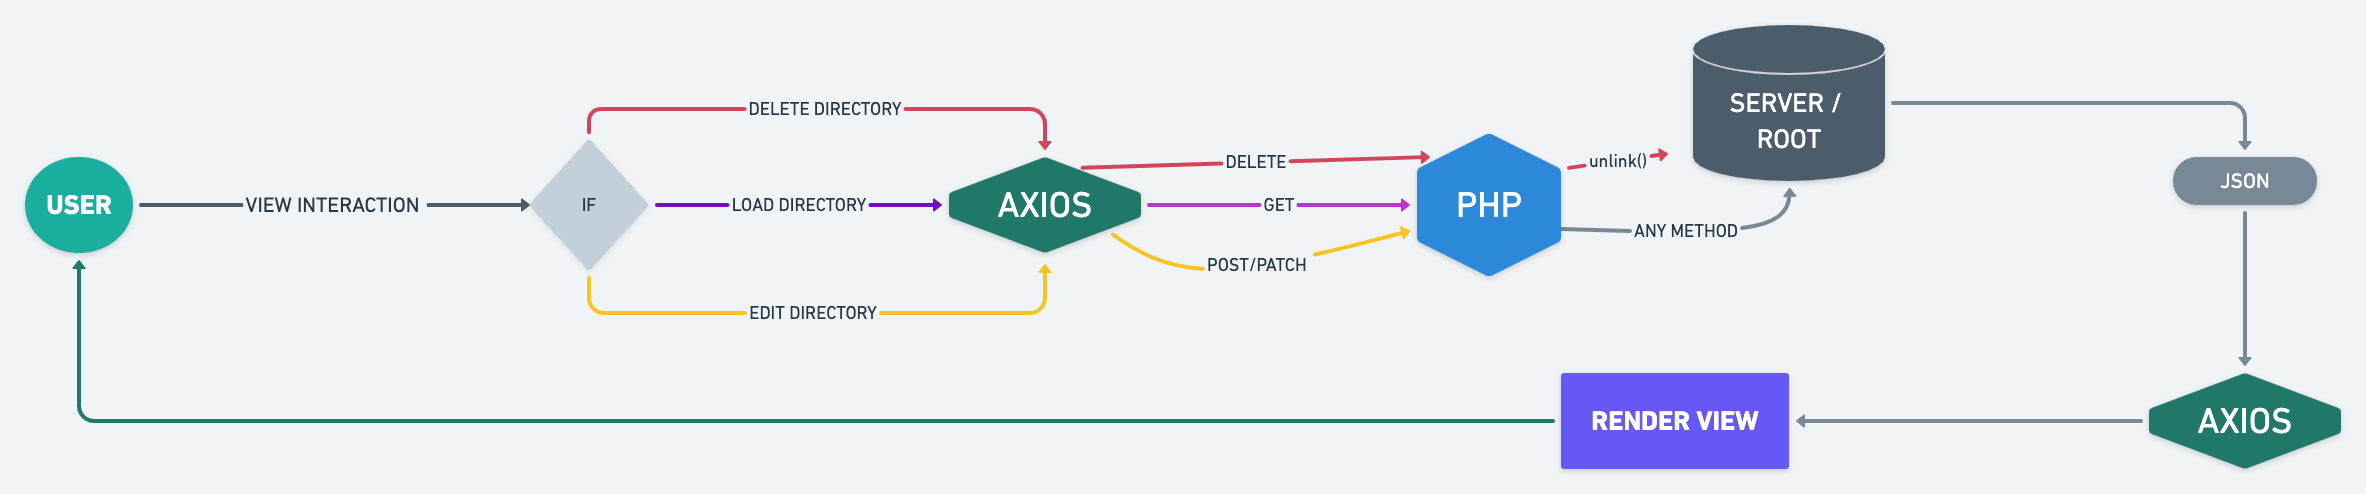 USER
VIEW INTERACTION
IF
DELETE DIRECTORY
LOAD DIRECTORY
EDIT DIRECTORY
AXIOS
DELETE
GET
POST/PATCH
PHP
unlink()
ANY METHOD
SERVER /
ROOT
JSON
AXIOS
RENDER VIEW